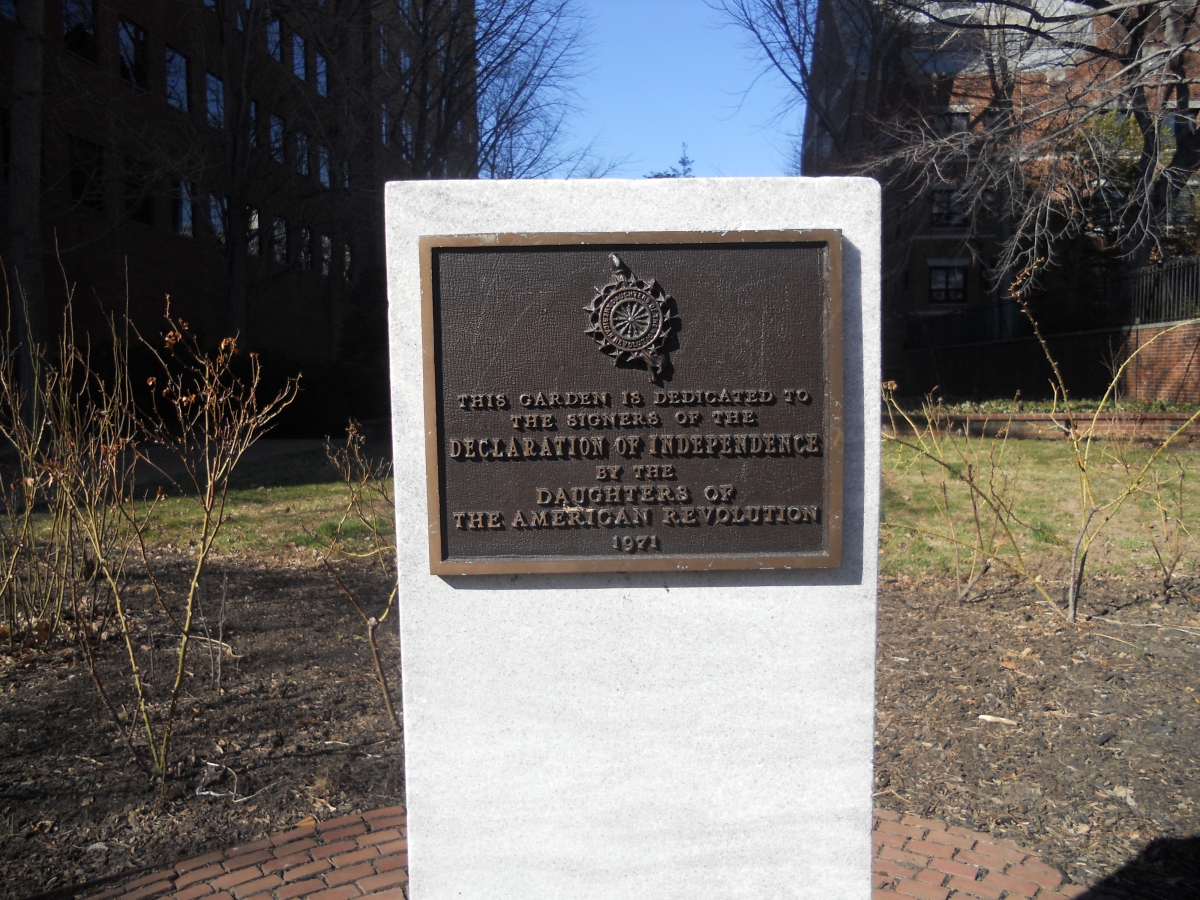 THIS GARDEN IS DEDICATED TO
THE SIGNERS OF THE
DECLARATION OF INDEPENDENCE
BY THE
DAUGHTERS OF
THE AMERICAN REVOLUTION
1971